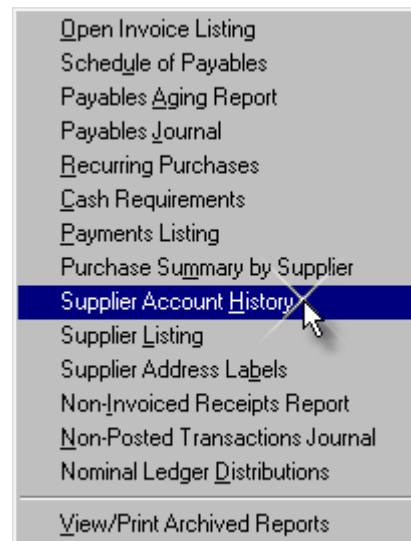 Open Invoice Listing
Schedule of Payables
Payables Aging Report
Payables Journal
Recurring Purchases
Cash Requirements
Payments Listing
Purchase Summary by Supplier
Supplier Account History
Supplier Listing
Supplier Address Labels
Non-Invoiced Receipts Report
Non-Posted Transactions Journal
Nominal Ledger Distributions
View/Print Archived Reports